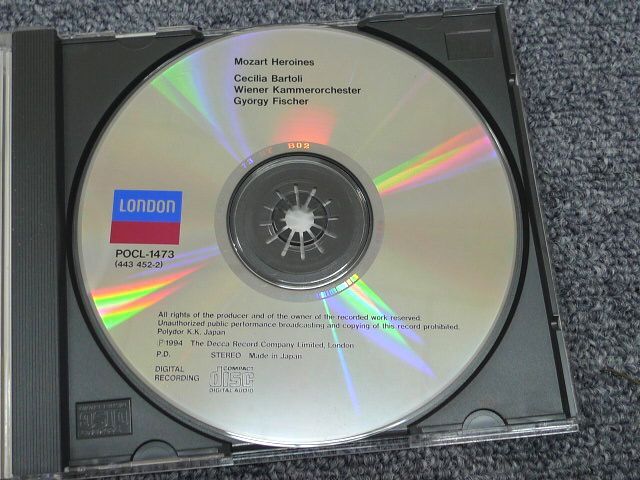 Mozart Heroines
Cecilia Bartoli
Wiener Kammerorchester
György Fischer
B02
LONDON
POCL-1473
(443 452-2)
All rights of the producer and of the owner of the recorded work reserved.
Unauthorized public performance broadcasting and copying of this record prohibited.
Polydor K.K. Japan
℗1994 The Decca Record Company Limited, London
P.D. STEREO Made in Japan
DIGITAL
RECORDING
COMPACT
disc
DIGITAL AUDIO